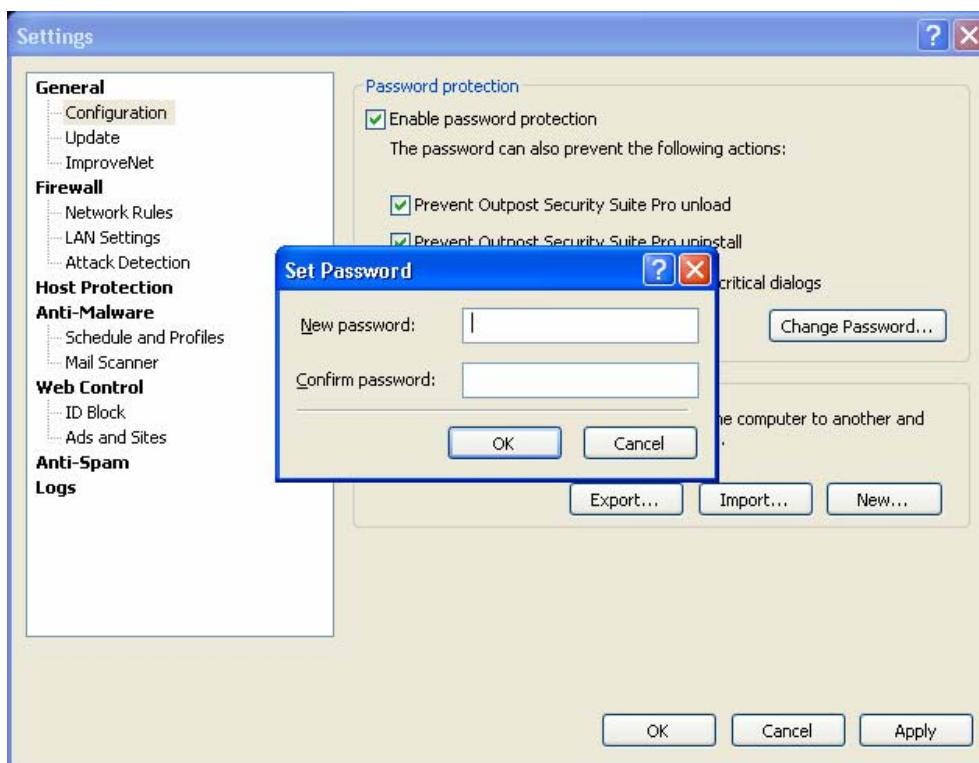 Settings
General
Configuration
Update
ImproveNet
Firewall
Network Rules
LAN Settings
Attack Detection
Host Protection
Anti-Malware
Schedule and Profiles
Mail Scanner
Web Control
ID Block
Ads and Sites
Anti-Spam
Logs
Password protection
Enable password protection
The password can also prevent the following actions:
Prevent Outpost Security Suite Pro unload
Prevent Outpost Security Suite Pro uninstall
critical dialogs
Change Password...
Set Password
New password:
Confirm password:
OK Cancel
computer to another and
Export... Import... New...
OK Cancel Apply